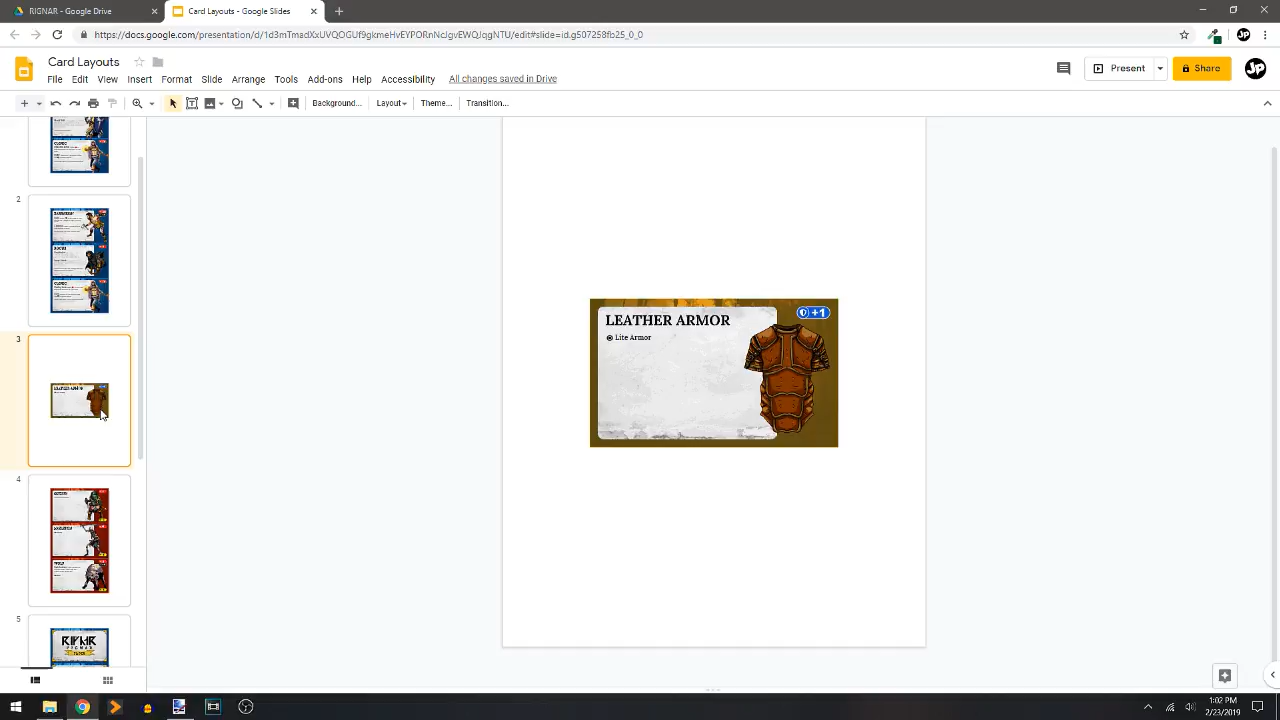 RIGNAR - Google Drive
Card Layouts - Google Slides
https://docs.google.com/presentation/d/1d3mTmadXxUVQOGUf9gkmeHvEYPORnNcJgvEWQJqgNTU/edit#slide=id.g507258fb25_0_0
Card Layouts
File Edit View Insert Format Slide Arrange Tools Add-ons Help Accessibility All changes saved in Drive
Present
Share
JP
Background... Layout Theme... Transition...
2
3
4
5
LEATHER ARMOR
+1
Lite Armor
1:02 PM
2/23/2019